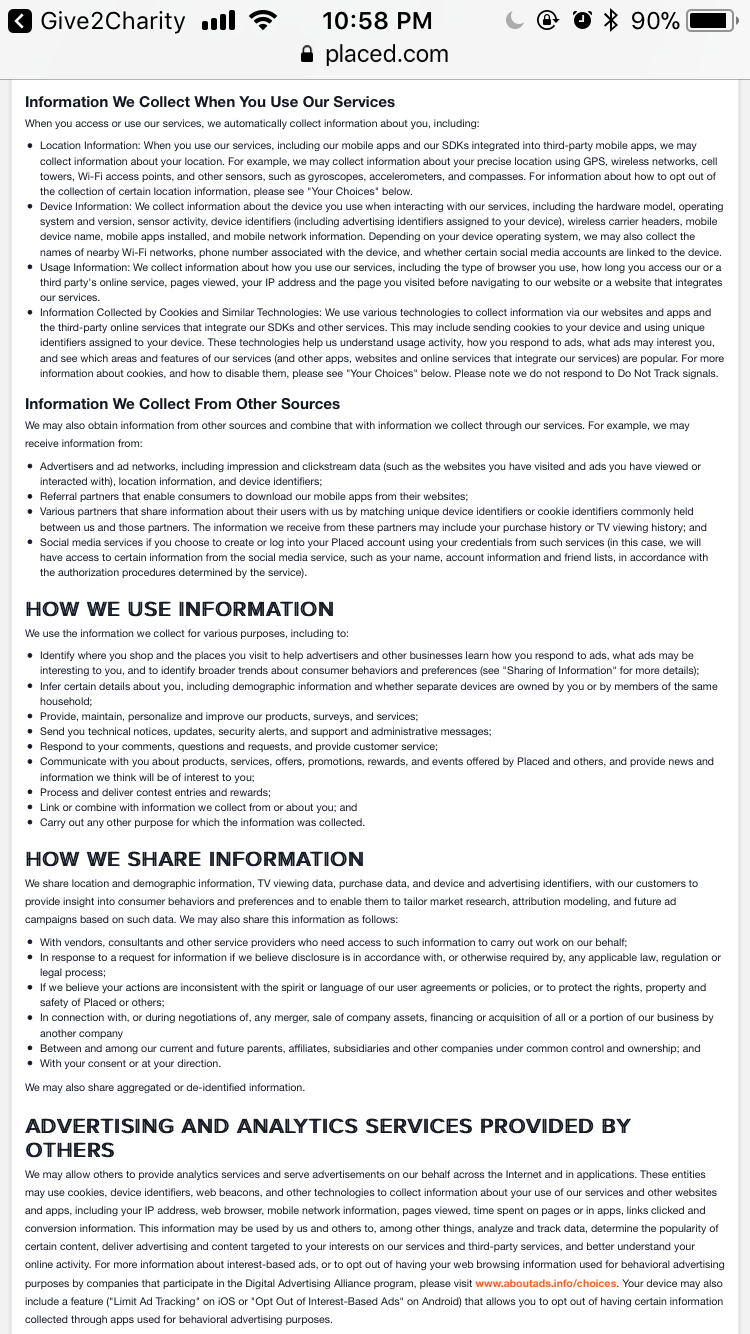 Give2Charity 10:58 PM 90%
placed.com
Information We Collect When You Use Our Services
When you access or use our services, we automatically collect information about you, including:
• Location Information: When you use our services, including our mobile apps and our SDKs integrated into third-party mobile apps, we may
collect information about your location. For example, we may collect information about your precise location using GPS, wireless networks, cell
towers, Wi-Fi access points, and other sensors, such as gyroscopes, accelerometers, and compasses. For information about how to opt out of
the collection of certain location information, please see "Your Choices" below.
• Device Information: We collect information about the device you use when interacting with our services, including the hardware model, operating
system and version, sensor activity, device identifiers (including advertising identifiers assigned to your device), wireless carrier headers, mobile
device name, mobile apps installed, and mobile network information. Depending on your device operating system, we may also collect the
names of nearby Wi-Fi networks, phone number associated with the device, and whether certain social media accounts are linked to the device.
• Usage Information: We collect information about how you use our services, including the type of browser you use, how long you access our or a
third party's online service, pages viewed, your IP address and the page you visited before navigating to our website or a website that integrates
our services.
• Information Collected by Cookies and Similar Technologies: We use various technologies to collect information via our websites and apps and
the third-party online services that integrate our SDKs and other services. This may include sending cookies to your device and using unique
identifiers assigned to your device. These technologies help us understand usage activity, how you respond to ads, what ads may interest you,
and see which areas and features of our services (and other apps, websites and online services that integrate our services) are popular. For more
information about cookies, and how to disable them, please see "Your Choices" below. Please note we do not respond to Do Not Track signals.
Information We Collect From Other Sources
We may also obtain information from other sources and combine that with information we collect through our services. For example, we may
receive information from:
• Advertisers and ad networks, including impression and clickstream data (such as the websites you have visited and ads you have viewed or
interacted with), location information, and device identifiers;
• Referral partners that enable consumers to download our mobile apps from their websites;
• Various partners that share information about their users with us by matching unique device identifiers or cookie identifiers commonly held
between us and those partners. The information we receive from these partners may include your purchase history or TV viewing history; and
• Social media services if you choose to create or log into your Placed account using your credentials from such services (in this case, we will
have access to certain information from the social media service, such as your name, account information and friend lists, in accordance with
the authorization procedures determined by the service).
HOW WE USE INFORMATION
We use the information we collect for various purposes, including to:
• Identify where you shop and the places you visit to help advertisers and other businesses learn how you respond to ads, what ads may be
interesting to you, and to identify broader trends about consumer behaviors and preferences (see "Sharing of Information" for more details);
• Infer certain details about you, including demographic information and whether separate devices are owned by you or by members of the same
household;
• Provide, maintain, personalize and improve our products, surveys, and services;
• Send you technical notices, updates, security alerts, and support and administrative messages;
• Respond to your comments, questions and requests, and provide customer service;
• Communicate with you about products, services, offers, promotions, rewards, and events offered by Placed and others, and provide news and
information we think will be of interest to you;
• Process and deliver contest entries and rewards;
• Link or combine with information we collect from or about you; and
• Carry out any other purpose for which the information was collected.
HOW WE SHARE INFORMATION
We share location and demographic information, TV viewing data, purchase data, and device and advertising identifiers, with our customers to
provide insight into consumer behaviors and preferences and to enable them to tailor market research, attribution modeling, and future ad
campaigns based on such data. We may also share this information as follows:
• With vendors, consultants and other service providers who need access to such information to carry out work on our behalf;
• In response to a request for information if we believe disclosure is in accordance with, or otherwise required by, any applicable law, regulation or
legal process;
• If we believe your actions are inconsistent with the spirit or language of our user agreements or policies, or to protect the rights, property and
safety of Placed or others;
• In connection with, or during negotiations of, any merger, sale of company assets, financing or acquisition of all or a portion of our business by
another company
• Between and among our current and future parents, affiliates, subsidiaries and other companies under common control and ownership; and
• With your consent or at your direction.
We may also share aggregated or de-identified information.
ADVERTISING AND ANALYTICS SERVICES PROVIDED BY
OTHERS
We may allow others to provide analytics services and serve advertisements on our behalf across the Internet and in applications. These entities
may use cookies, device identifiers, web beacons, and other technologies to collect information about your use of our services and other websites
and apps, including your IP address, web browser, mobile network information, pages viewed, time spent on pages or in apps, links clicked and
conversion information. This information may be used by us and others to, among other things, analyze and track data, determine the popularity of
certain content, deliver advertising and content targeted to your interests on our services and third-party services, and better understand your
online activity. For more information about interest-based ads, or to opt out of having your web browsing information used for behavioral advertising
purposes by companies that participate in the Digital Advertising Alliance program, please visit www.aboutads.info/choices. Your device may also
include a feature ("Limit Ad Tracking" on iOS or "Opt Out of Interest-Based Ads" on Android) that allows you to opt out of having certain information
collected through apps used for behavioral advertising purposes.